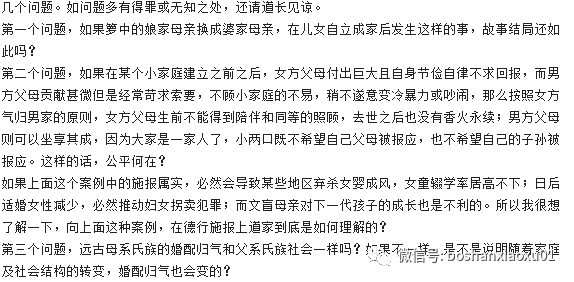 几个问题。如问题多有得罪或无知之处，还请道长见谅。
第一个问题，如果萝中的娘家母亲换成婆家母亲，在儿女自立成家后发生这样的事，故事结局还如
此吗？
第二个问题，如果在某个小家庭建立之前之后，女方父母付出巨大且自身节俭自律不求回报，而男
方父母贡献甚微但是经常苛求索要，不顾小家庭的不易，稍不遂意变冷暴力或吵闹，那么按照女方
气归男家的原则，女方父母生前不能得到陪伴和同等的照顾，去世之后也没有香火永续；男方父母
则可以坐享其成，因为大家是一家人了，小两口既不希望自己父母被报应，也不希望自己的子孙被
报应。这样的话，公平何在？
如果上面这个案例中的施报属实，必然会导致某些地区弃杀女婴成风，女童辍学率居高不下；日后
适婚女性减少，必然推动妇女拐卖犯罪；而文盲母亲对下一代孩子的成长也是不利的。所以我很想
了解一下，向上面这种案例，在德行施报上道家到底是如何理解的？
第三个问题，远古母系氏族的婚配归气和父系氏族社会一样吗？如果不一样，是不是说明随着家庭
及社会结构的转变，婚配归气也会变的？
微信号: boshanxiaoxu01